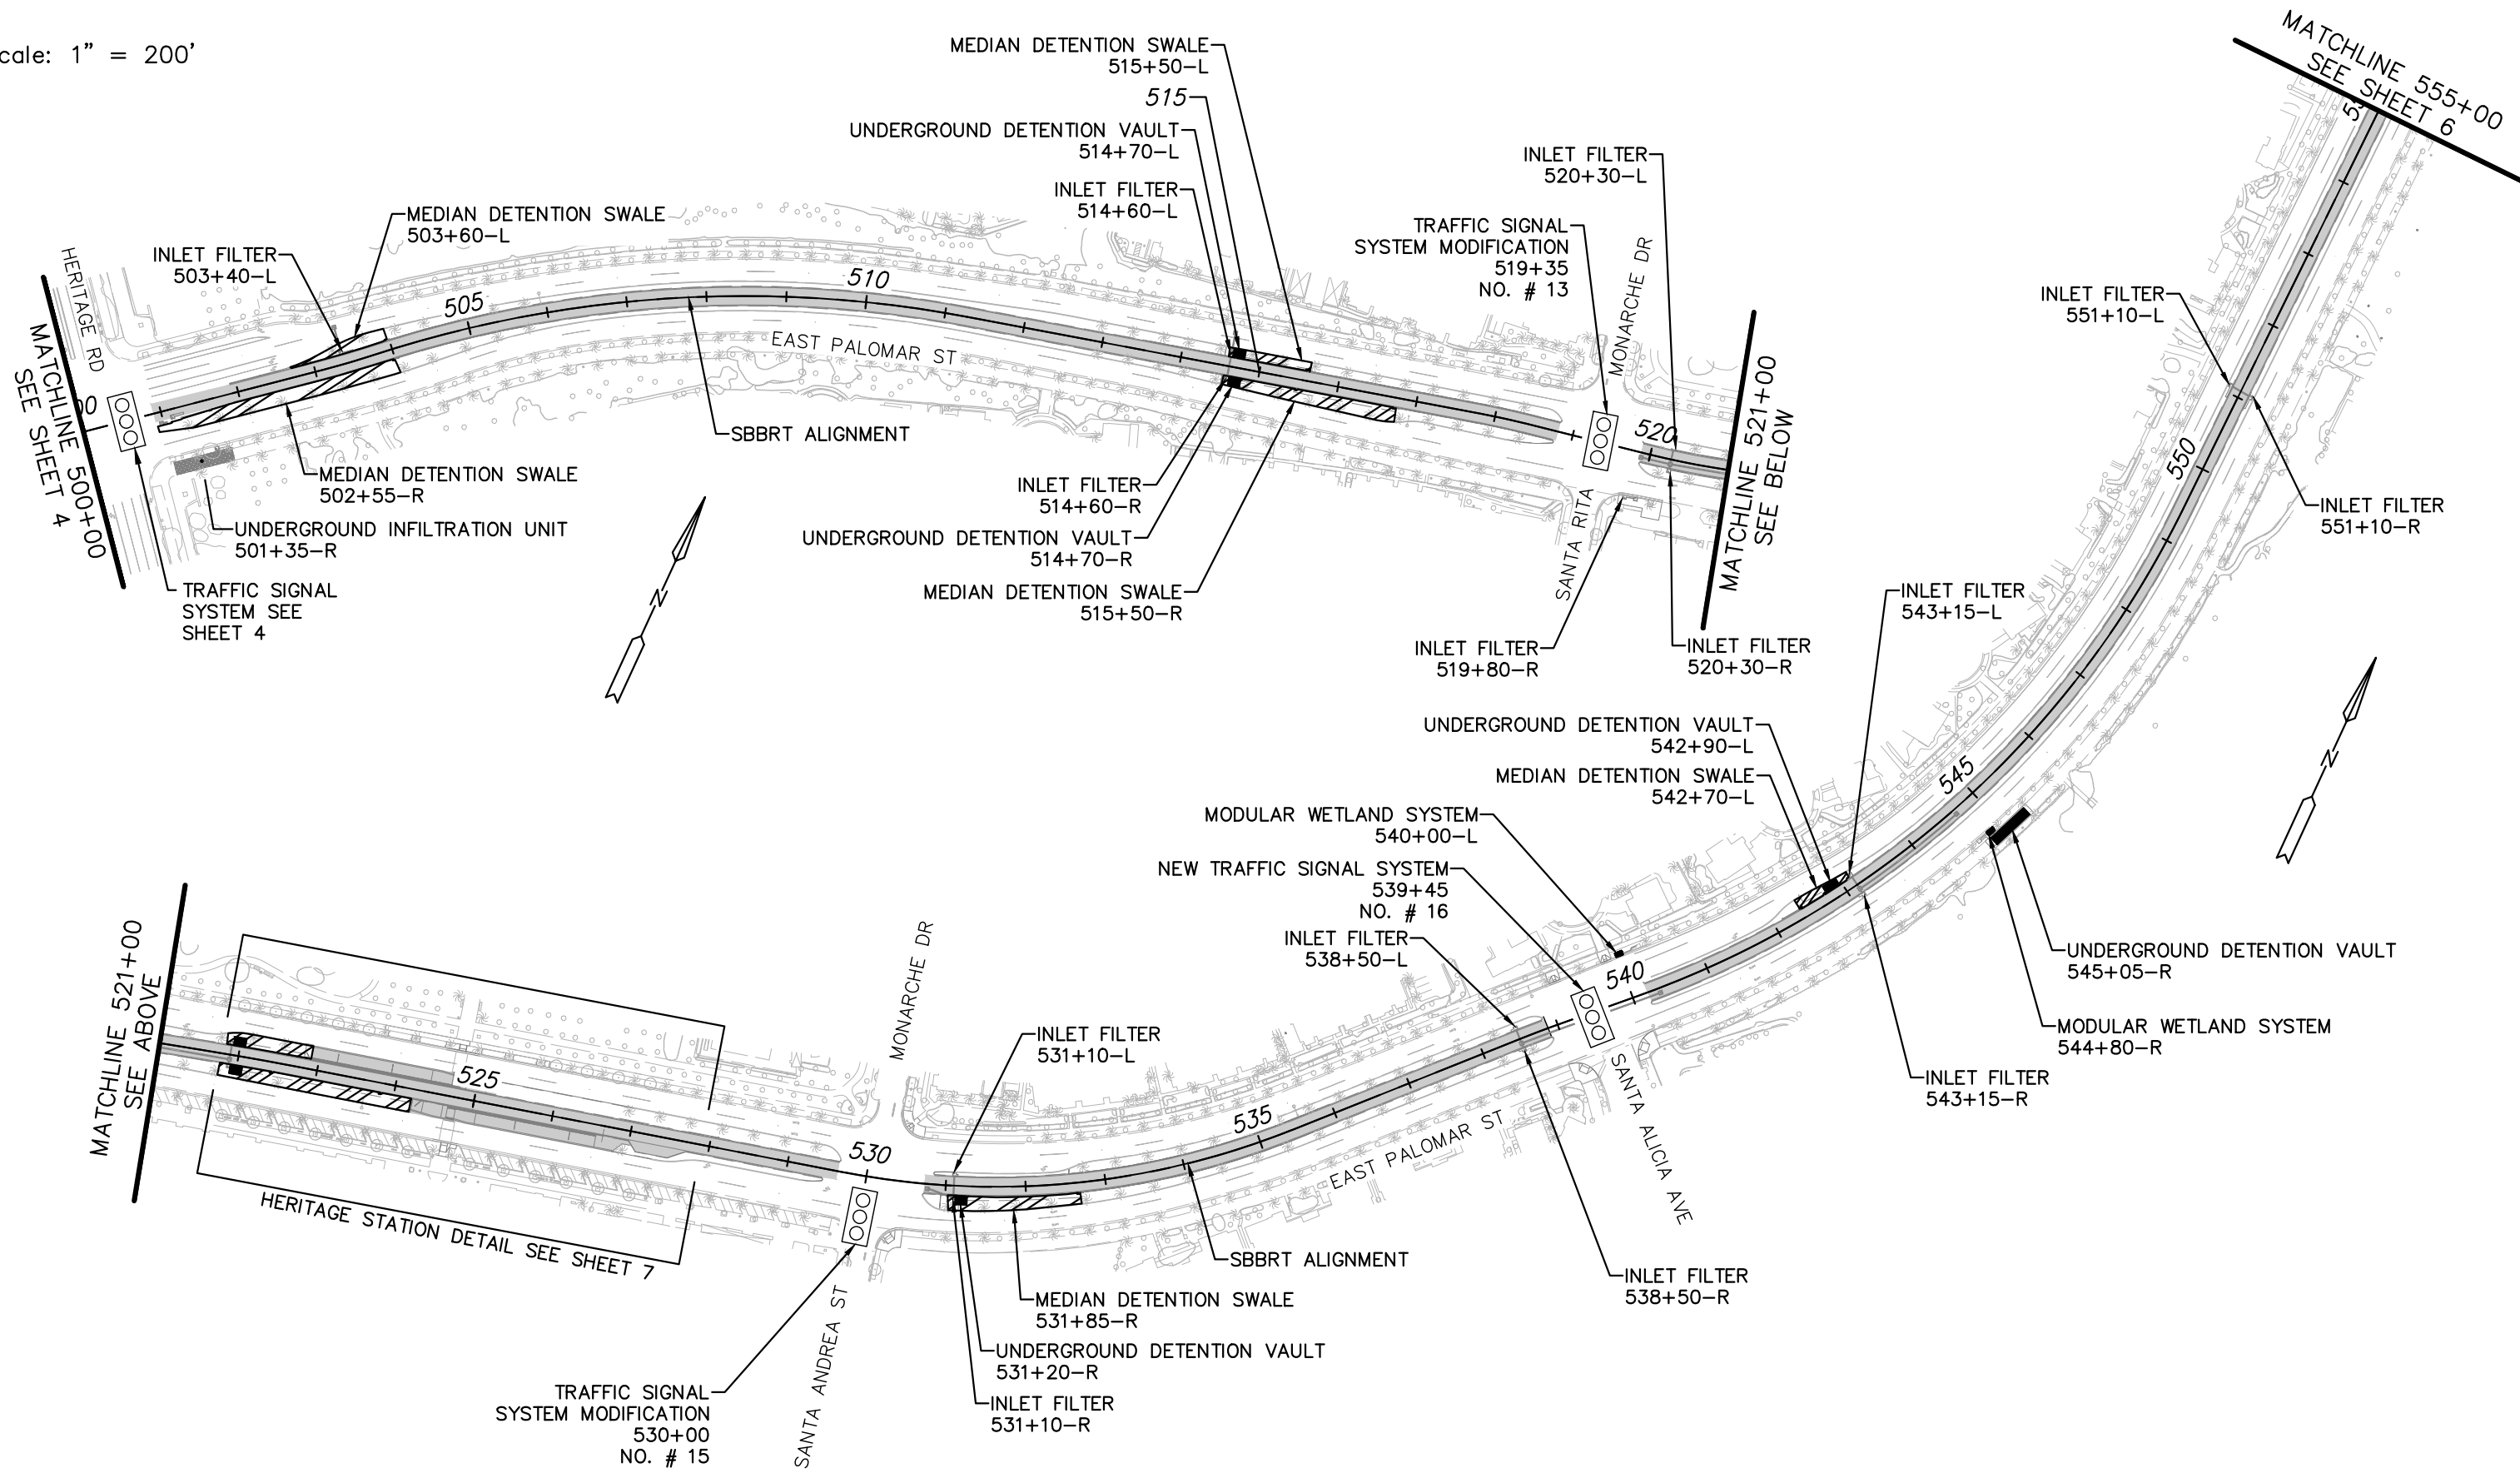 cale: 1" = 200'
MATCHLINE 555+00
SEE SHEET 6
MEDIAN DETENTION SWALE
515+50-L
515
UNDERGROUND DETENTION VAULT
514+70-L
INLET FILTER
514+60-L
INLET FILTER
520+30-L
TRAFFIC SIGNAL
SYSTEM MODIFICATION
519+35
NO. # 13
MONARCHE DR
MEDIAN DETENTION SWALE
503+60-L
INLET FILTER
503+40-L
HERITAGE RD
MATCHLINE 500+00
SEE SHEET 4
505
510
EAST PALOMAR ST
SBBRT ALIGNMENT
MEDIAN DETENTION SWALE
502+55-R
UNDERGROUND INFILTRATION UNIT
501+35-R
TRAFFIC SIGNAL
SYSTEM SEE
SHEET 4
N
INLET FILTER
514+60-R
UNDERGROUND DETENTION VAULT
514+70-R
MEDIAN DETENTION SWALE
515+50-R
520
MATCHLINE 521+00
SEE BELOW
SANTA RITA
INLET FILTER
519+80-R
INLET FILTER
520+30-R
INLET FILTER
551+10-L
550
INLET FILTER
551+10-R
INLET FILTER
543+15-L
UNDERGROUND DETENTION VAULT
542+90-L
MEDIAN DETENTION SWALE
542+70-L
MODULAR WETLAND SYSTEM
540+00-L
NEW TRAFFIC SIGNAL SYSTEM
539+45
NO. # 16
INLET FILTER
538+50-L
545
N
540
UNDERGROUND DETENTION VAULT
545+05-R
MODULAR WETLAND SYSTEM
544+80-R
INLET FILTER
543+15-R
MATCHLINE 521+00
SEE ABOVE
525
HERITAGE STATION DETAIL SEE SHEET 7
MONARCHE DR
530
INLET FILTER
531+10-L
535
EAST PALOMAR ST
SANTA ALICIA AVE
SBBRT ALIGNMENT
INLET FILTER
538+50-R
MEDIAN DETENTION SWALE
531+85-R
UNDERGROUND DETENTION VAULT
531+20-R
INLET FILTER
531+10-R
SANTA ANDREA ST
TRAFFIC SIGNAL
SYSTEM MODIFICATION
530+00
NO. # 15